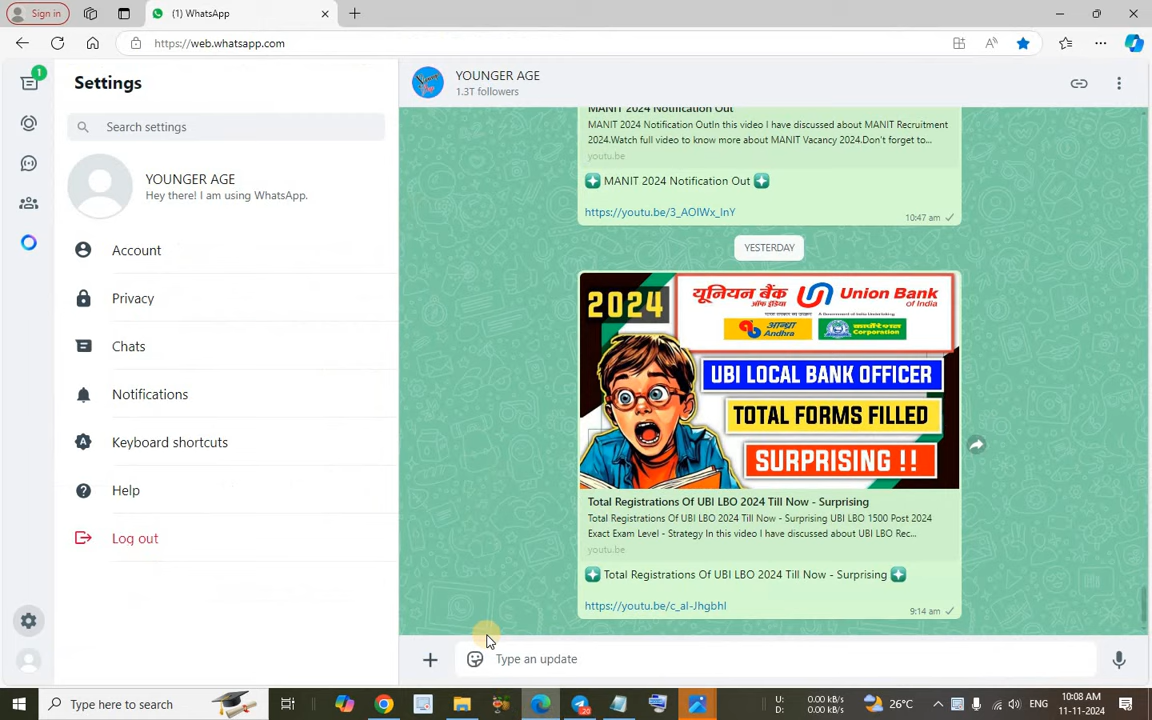 Sign in
(1) WhatsApp
https://web.whatsapp.com
1
Settings
Search settings
YOUNGER AGE
Hey there! I am using WhatsApp.
Account
Privacy
Chats
Notifications
Keyboard shortcuts
Help
Log out
YOUNGER AGE
1.3T followers
MANIT 2024 Notification Out
MANIT 2024 Notification OutIn this video I have discussed about MANIT Recruitment
2024.Watch full video to know more about MANIT Vacancy 2024.Don't forget to...
youtu.be
MANIT 2024 Notification Out
https://youtu.be/3_AOIWx_InY
10:47 am
YESTERDAY
2024
यूनियन बैंक
ऑफ इंडिया
Union Bank
of India
आन्ध्रा
Andhra
Corporation
UBI LOCAL BANK OFFICER
TOTAL FORMS FILLED
SURPRISING !!
Total Registrations Of UBI LBO 2024 Till Now - Surprising
Total Registrations Of UBI LBO 2024 Till Now - Surprising UBI LBO 1500 Post 2024
Exact Exam Level - Strategy In this video I have discussed about UBI LBO Rec...
youtu.be
Total Registrations Of UBI LBO 2024 Till Now - Surprising
https://youtu.be/c_al-Jhgbhl
9:14 am
Type an update
Type here to search
20
U: 0.00 kB/s
D: 0.00 kB/s
26°C
ENG
10:08 AM
11-11-2024